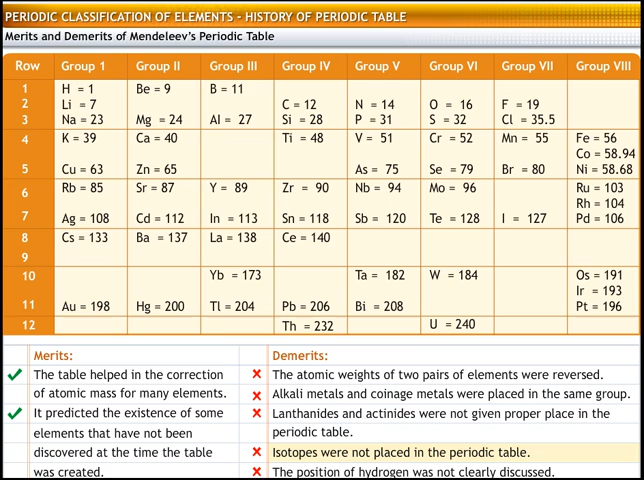 PERIODIC CLASSIFICATION OF ELEMENTS - HISTORY OF PERIODIC TABLE
Merits and Demerits of Mendeleev's Periodic Table
Row Group 1 Group II Group III Group IV Group V Group VI Group VII Group VIII
1 H = 1 Be = 9 B = 11
2 Li = 7 C = 12 N = 14 O = 16 F = 19
3 Na = 23 Mg = 24 Al = 27 Si = 28 P = 31 S = 32 Cl = 35.5
4 K = 39 Ca = 40 Ti = 48 V = 51 Cr = 52 Mn = 55 Fe = 56
Co = 58.94
5 Cu = 63 Zn = 65 As = 75 Se = 79 Br = 80 Ni = 58.68
6 Rb = 85 Sr = 87 Y = 89 Zr = 90 Nb = 94 Mo = 96 Ru = 103
Rh = 104
7 Ag = 108 Cd = 112 In = 113 Sn = 118 Sb = 120 Te = 128 I = 127 Pd = 106
8 Cs = 133 Ba = 137 La = 138 Ce = 140
9
10 Yb = 173 Ta = 182 W = 184 Os = 191
Ir = 193
11 Au = 198 Hg = 200 Tl = 204 Pb = 206 Bi = 208 Pt = 196
12 Th = 232 U = 240
Merits:
The table helped in the correction
of atomic mass for many elements.
It predicted the existence of some
elements that have not been
discovered at the time the table
was created.
Demerits:
The atomic weights of two pairs of elements were reversed.
Alkali metals and coinage metals were placed in the same group.
Lanthanides and actinides were not given proper place in the
periodic table.
Isotopes were not placed in the periodic table.
The position of hydrogen was not clearly discussed.